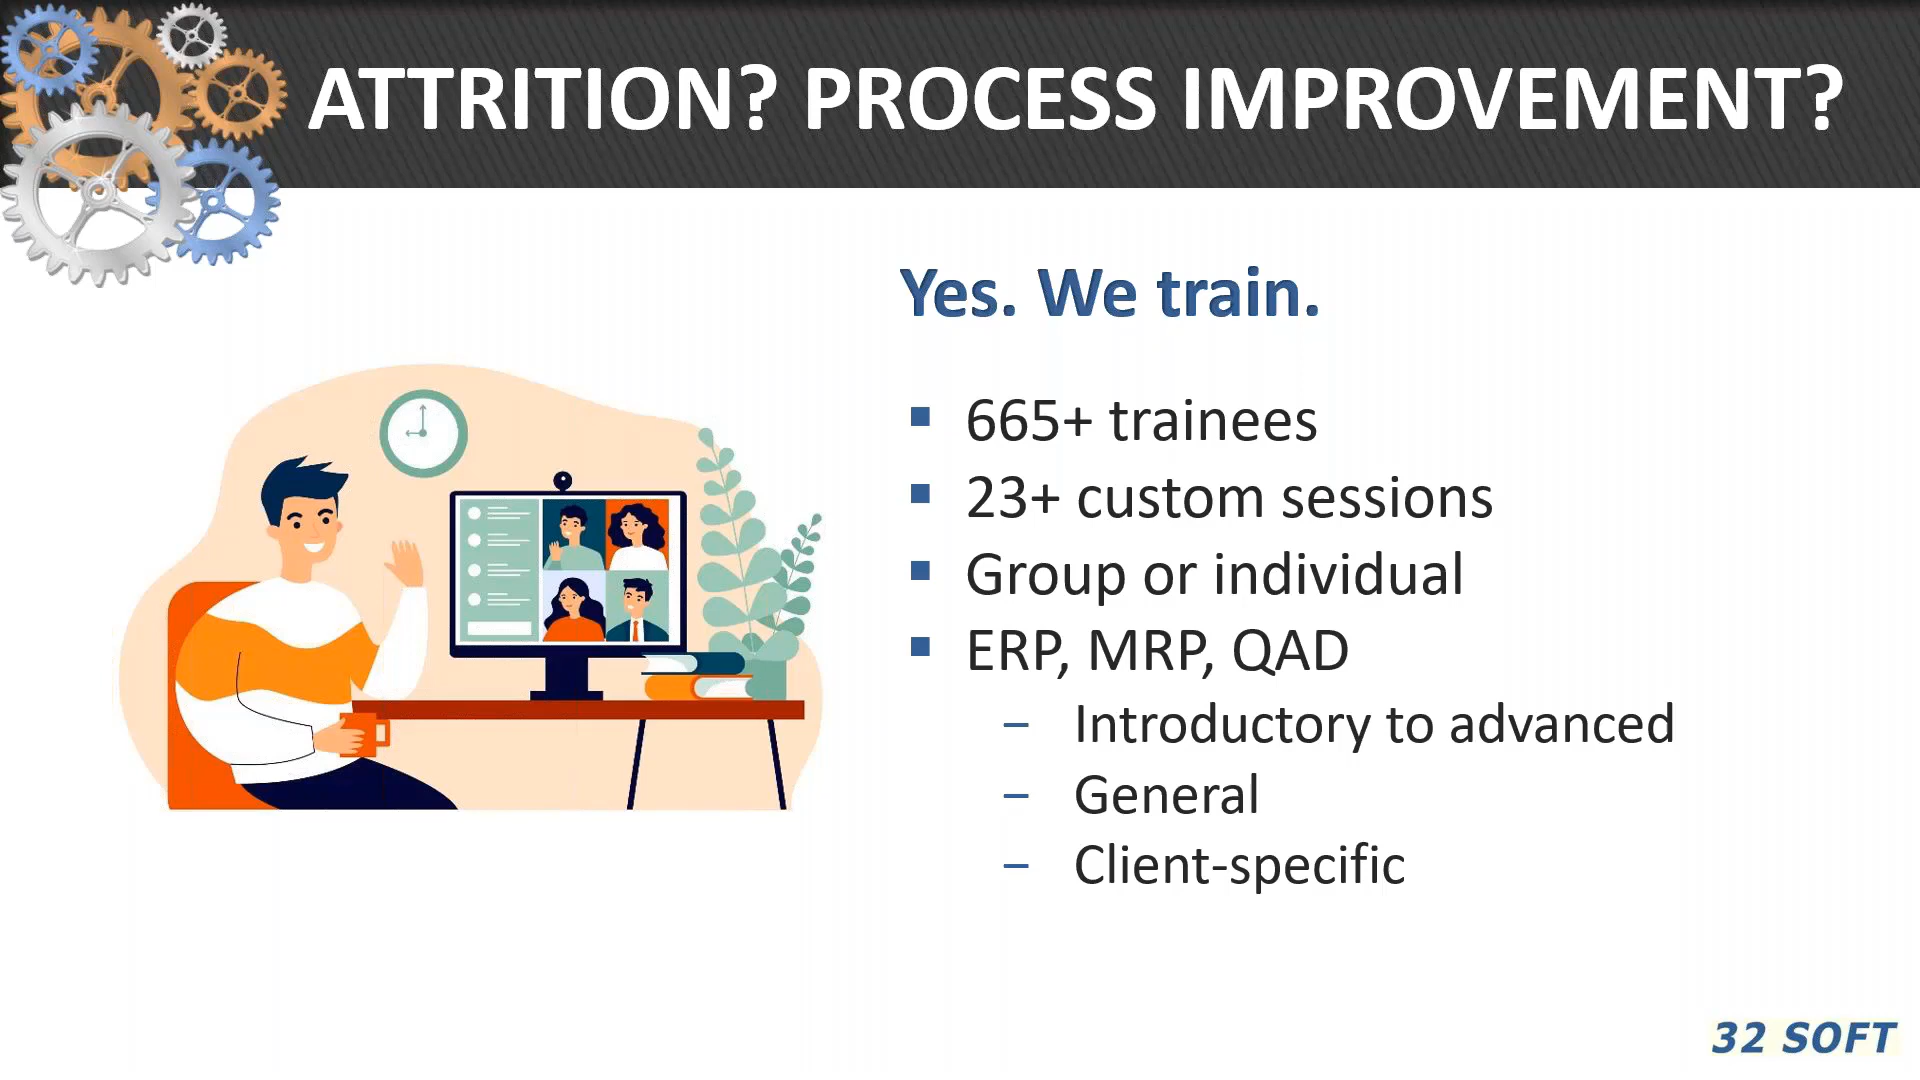 ATTRITION? PROCESS IMPROVEMENT?
Yes. We train.
▪ 665+ trainees
▪ 23+ custom sessions
▪ Group or individual
▪ ERP, MRP, QAD
– Introductory to advanced
– General
– Client-specific
32 SOFT